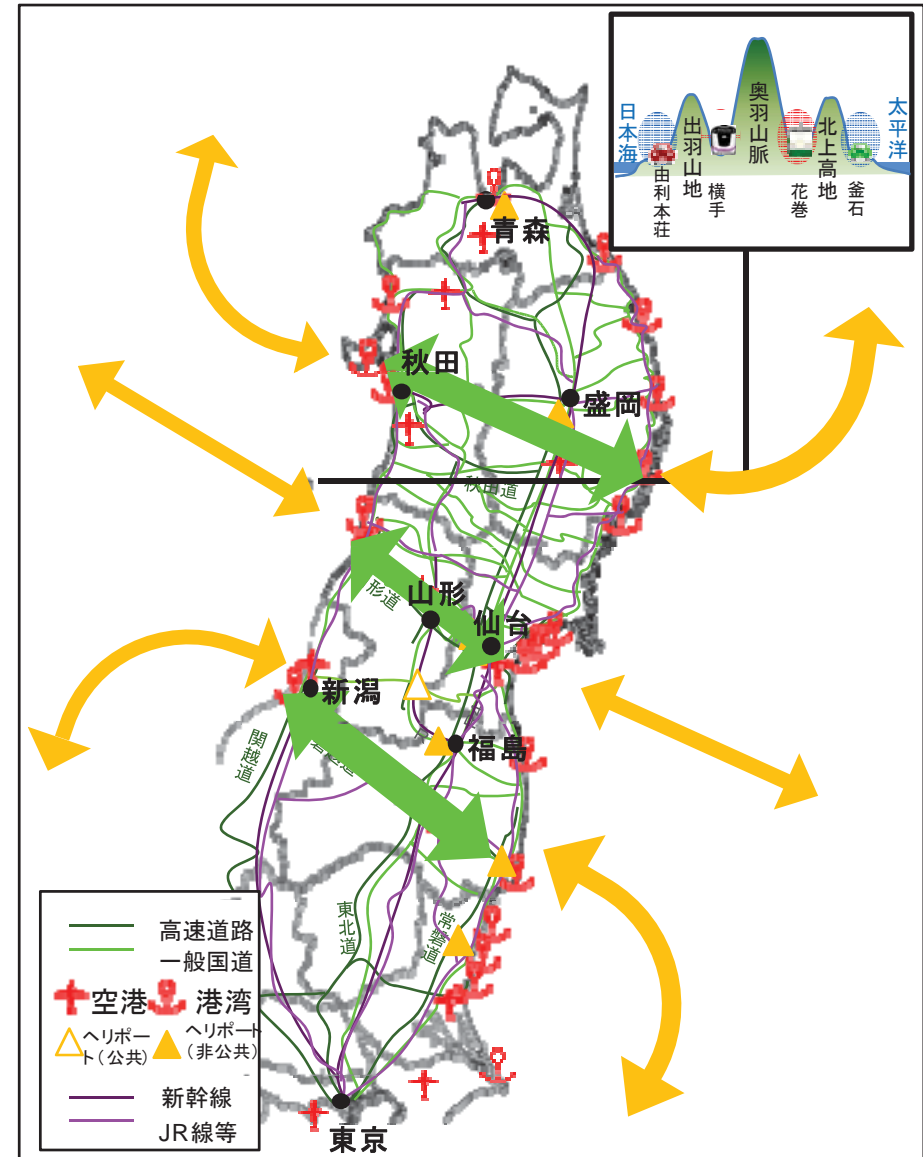 日本海
由利本荘
出羽山地
横手
奥羽山脈
花巻
北上高地
釜石
太平洋
青森
秋田
盛岡
秋田道
山形
形道
仙台
新潟
福島
関越道
東北道
常磐道
東京
高速道路
一般国道
空港
港湾
ヘリポー
ト(公共)
ヘリポート
(非公共)
新幹線
JR線等